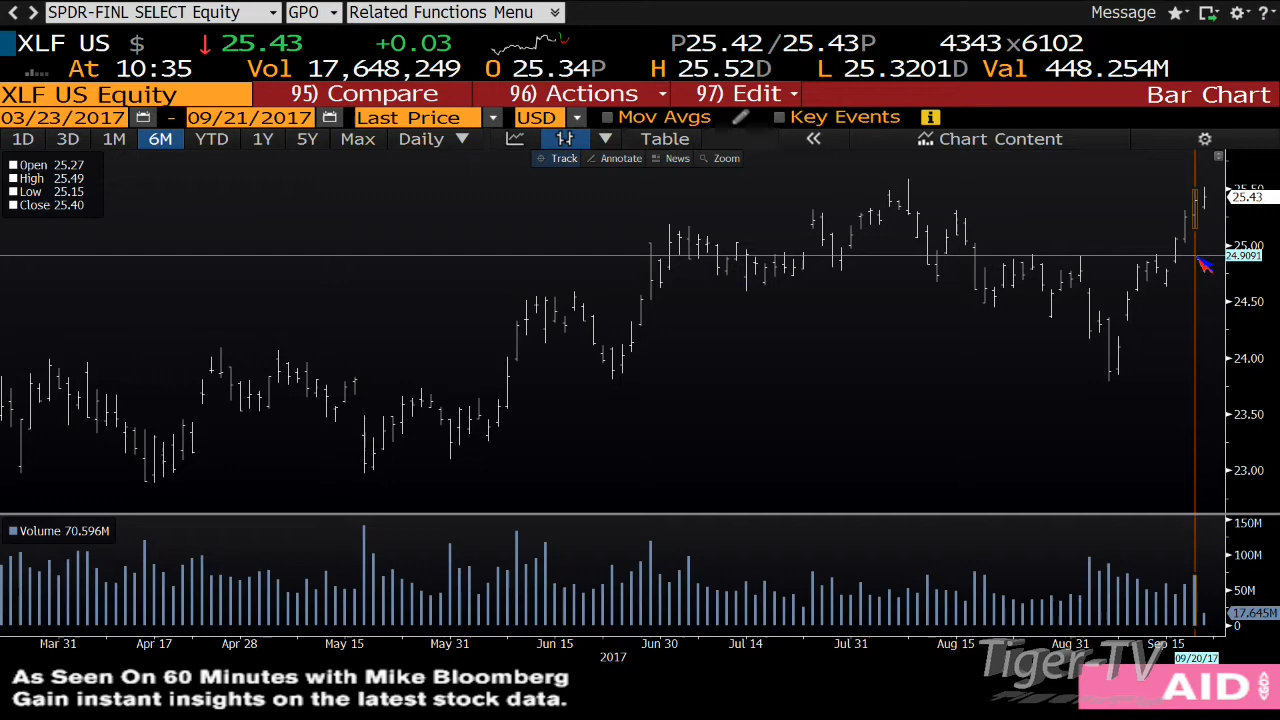 SPDR-FINL SELECT Equity GPO Related Functions Menu Message ?
XLF US $ 25.43 +0.03 P25.42/25.43P 4343x6102
At 10:35 Vol 17,648,249 O 25.34P H 25.52D L 25.3201D Val 448.254M
XLF US Equity 95) Compare 96) Actions 97) Edit Bar Chart
03/23/2017 - 09/21/2017 Last Price USD Mov Avgs Key Events
1D 3D 1M 6M YTD 1Y 5Y Max Daily Table Chart Content
Track Annotate News Zoom
Open 25.27
High 25.49
Low 25.15
Close 25.40
25.50
25.43
25.00
24.9091
24.50
24.00
23.50
23.00
Volume 70.596M
150M
100M
50M
17.645M
0
Mar 31 Apr 17 Apr 28 May 15 May 31 Jun 15 Jun 30 Jul 14 Jul 31 Aug 15 Aug 31 Sep 15
2017
09/20/17
Tiger-TV
As Seen On 60 Minutes with Mike Bloomberg
Gain instant insights on the latest stock data.
AID